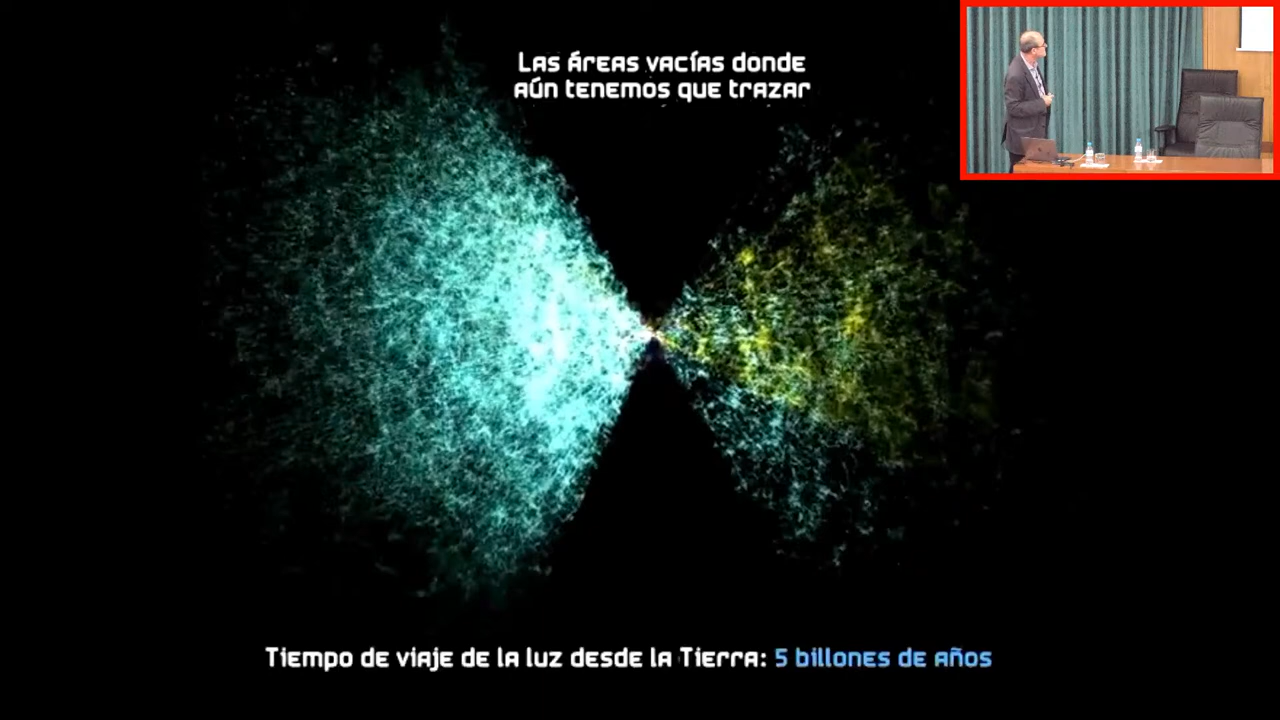 Las áreas vacías donde
aún tenemos que trazar
Tiempo de viaje de la luz desde la Tierra: 5 billones de años